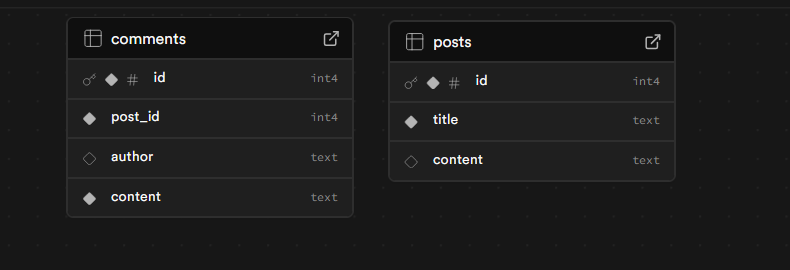 comments
id int4
post_id int4
author text
content text
posts
id int4
title text
content text